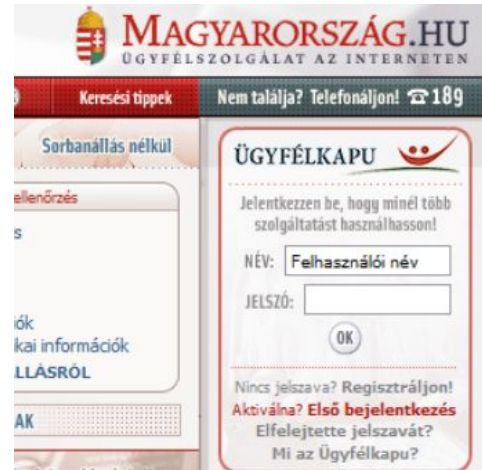 MAGYARORSZÁG.HU
ÜGYFÉLSZOLGÁLAT AZ INTERNETEN
Keresési tippek
Nem találja? Telefonáljon! ☎189
Sorbanállás nélkül
ellenőrzés
s
iók
kai információk
LLÁSRÓL
AK
ÜGYFÉLKAPU
Jelentkezzen be, hogy minél több
szolgáltatást használhasson!
NÉV: Felhasználói név
JELSZÓ:
OK
Nincs jelszava? Regisztráljon!
Aktiválna? Első bejelentkezés
Elfelejtette jelszavát?
Mi az Ügyfélkapu?